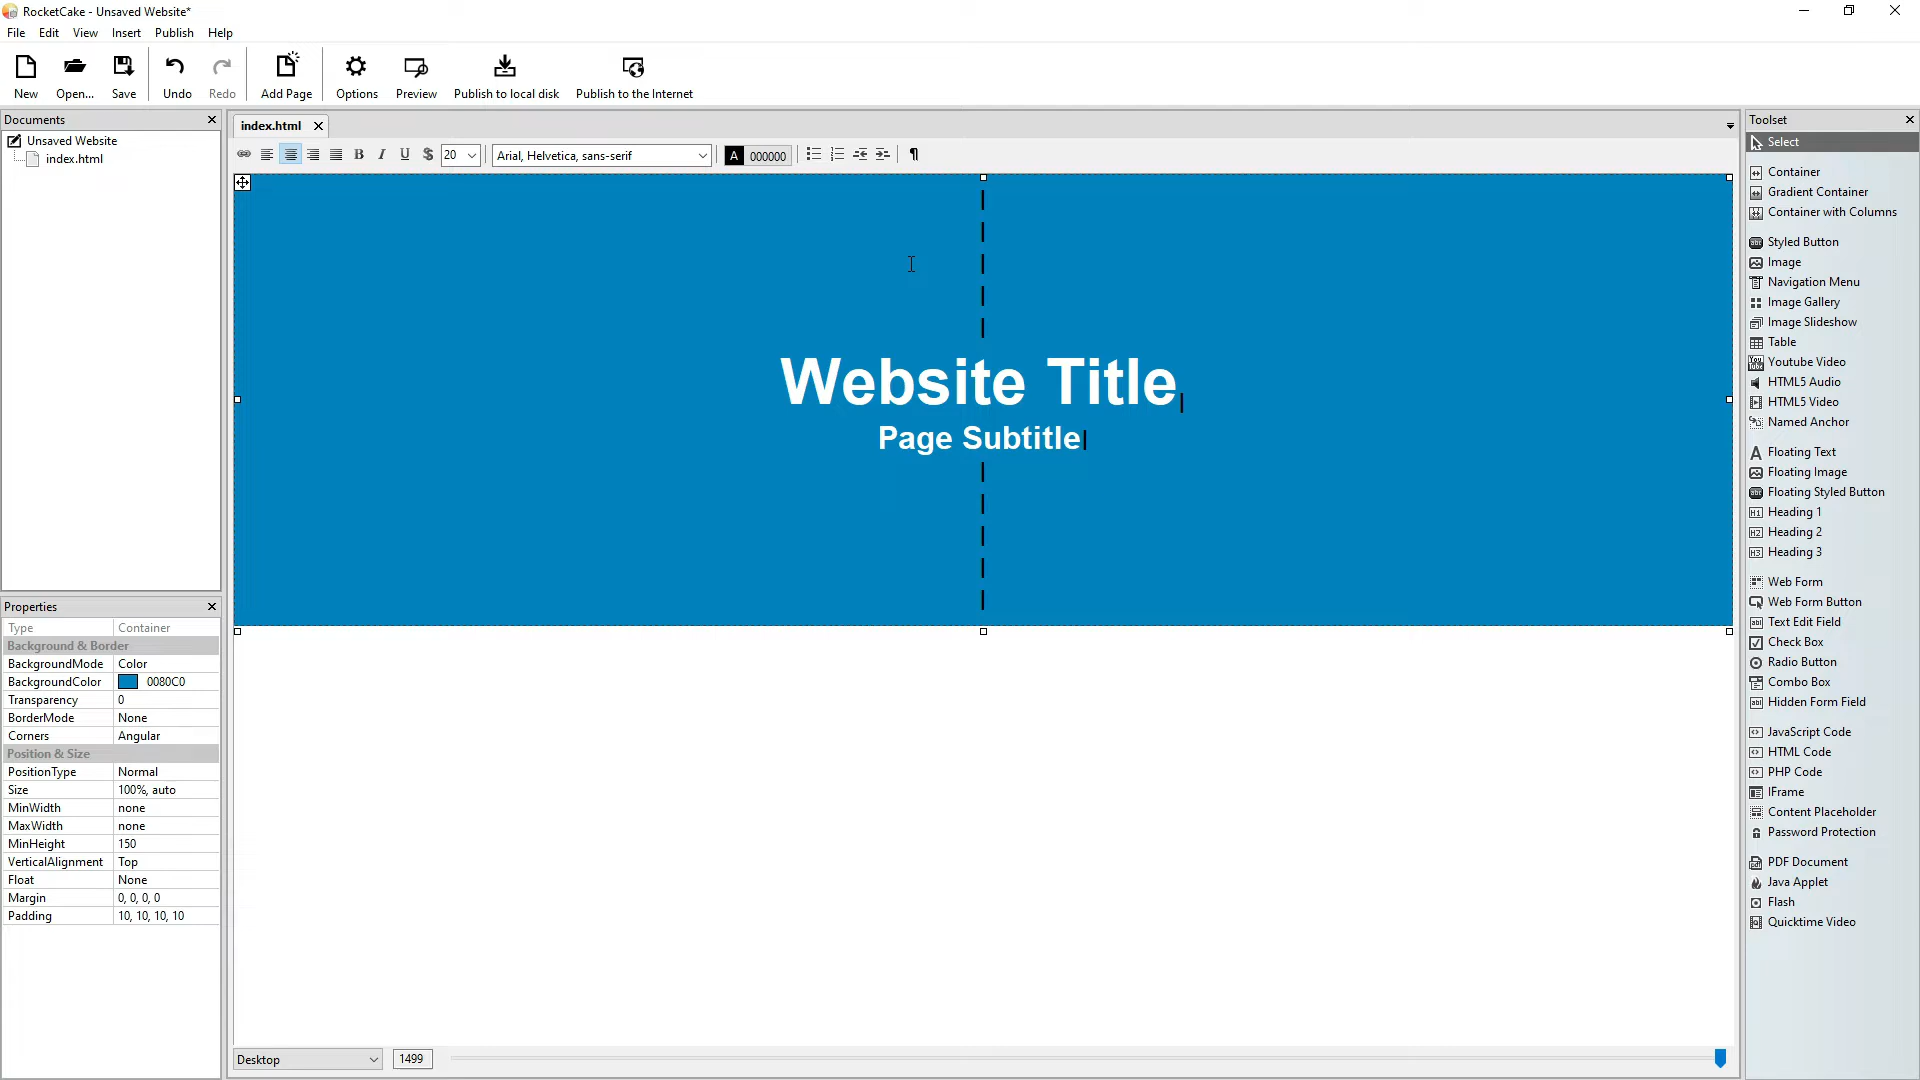 RocketCake - Unsaved Website*
File Edit View Insert Publish Help
New Open... Save Undo Redo Add Page Options Preview Publish to local disk Publish to the Internet
Documents
Unsaved Website
index.html
index.html
B I U $ 20 Arial, Helvetica, sans-serif A 000000 ¶
Website Title
Page Subtitle
Properties
Type Container
Background & Border
BackgroundMode Color
BackgroundColor 0080C0
Transparency 0
BorderMode None
Corners Angular
Position & Size
PositionType Normal
Size 100%, auto
MinWidth none
MaxWidth none
MinHeight 150
VerticalAlignment Top
Float None
Margin 0, 0, 0, 0
Padding 10, 10, 10, 10
Desktop 1499
Toolset
Select
Container
Gradient Container
Container with Columns
Styled Button
Image
Navigation Menu
Image Gallery
Image Slideshow
Table
Youtube Video
HTML5 Audio
HTML5 Video
Named Anchor
A Floating Text
Floating Image
Floating Styled Button
H1 Heading 1
H2 Heading 2
H3 Heading 3
Web Form
Web Form Button
Text Edit Field
Check Box
Radio Button
Combo Box
Hidden Form Field
JavaScript Code
HTML Code
PHP Code
IFrame
Content Placeholder
Password Protection
PDF Document
Java Applet
Flash
Quicktime Video